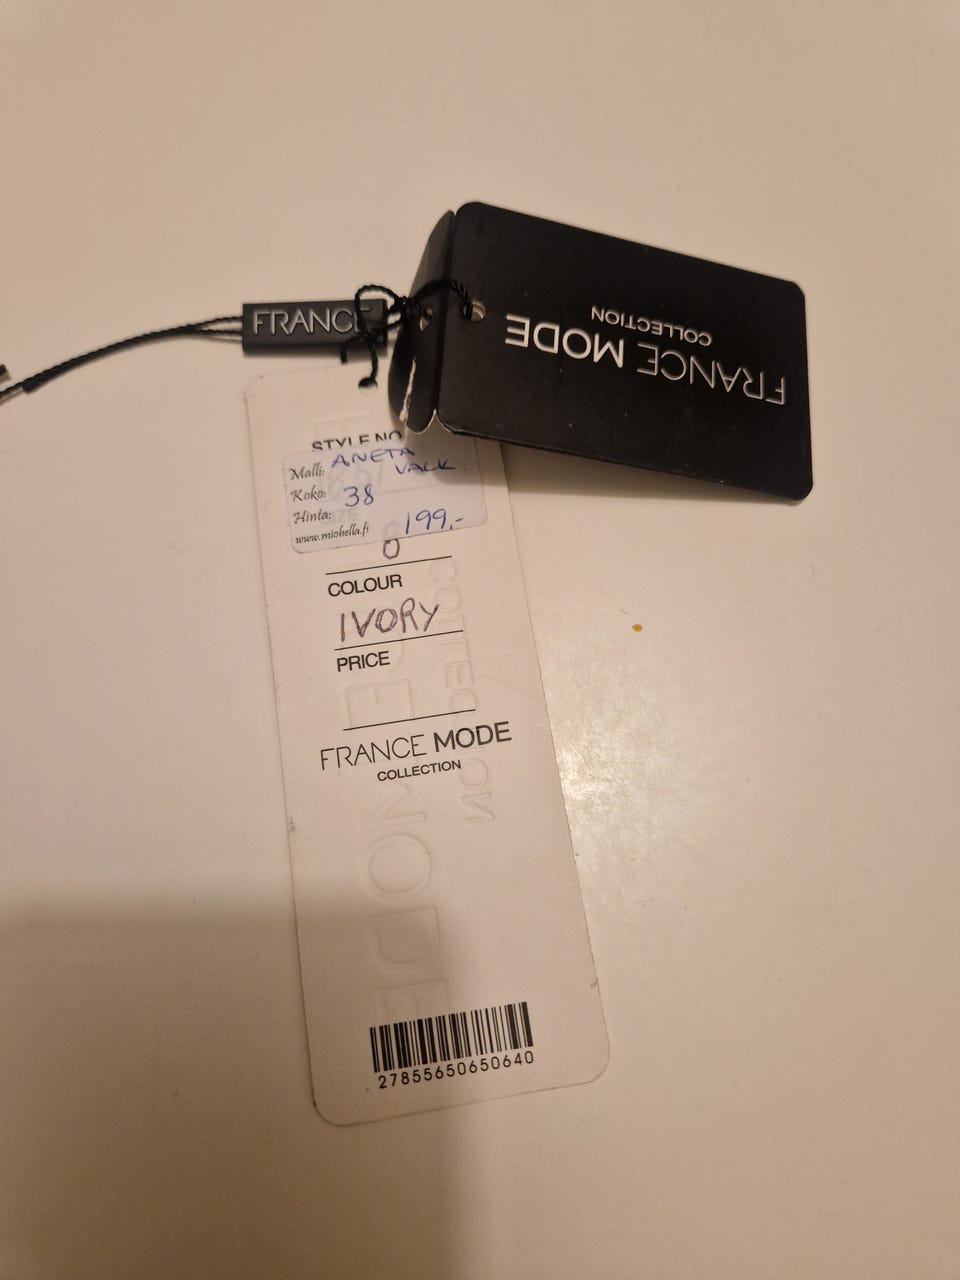 FRANCE
FRANCE MODE
COLLECTION
STYLE NO
Malli: ANETA
VALK.
Koko: 38
Hinta: 199,-
www.miobella.fi
COLOUR
IVORY
PRICE
FRANCE MODE
COLLECTION
27855650650640